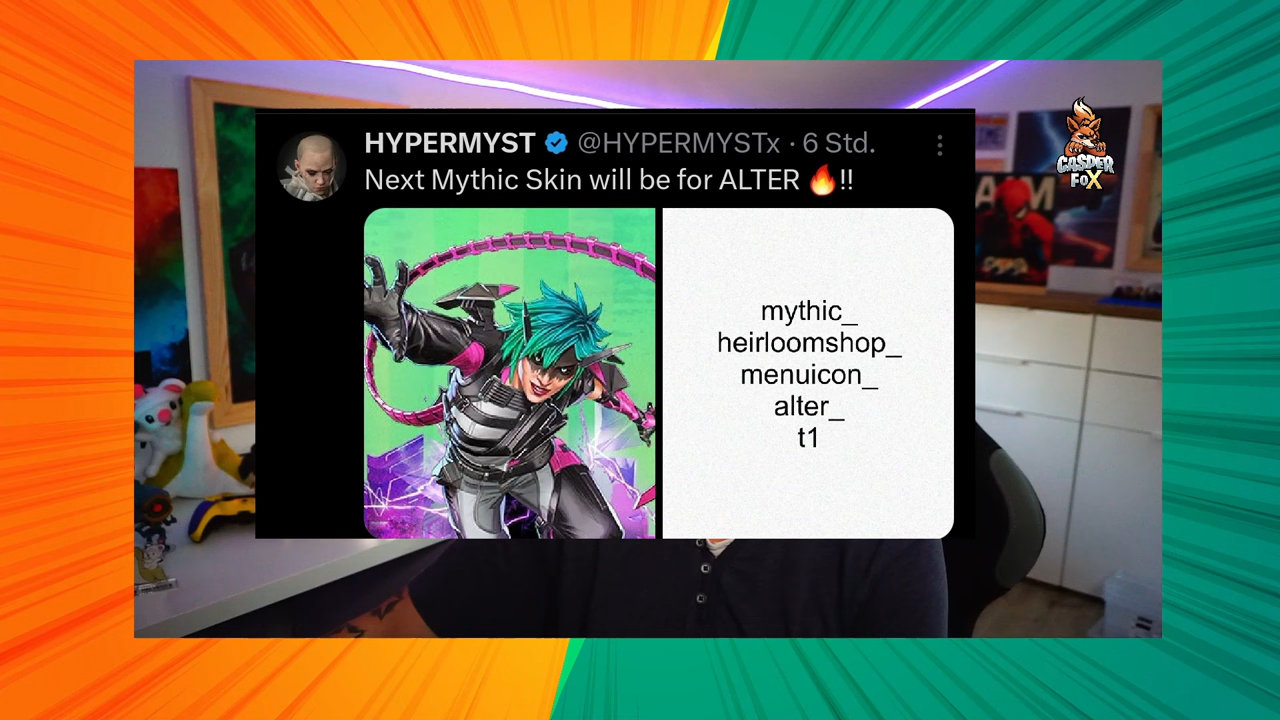 HYPERMYST @HYPERMYSTx · 6 Std.
Next Mythic Skin will be for ALTER 🔥!!
mythic_
heirloomshop_
menuicon_
alter_
t1
CASPER
FoX